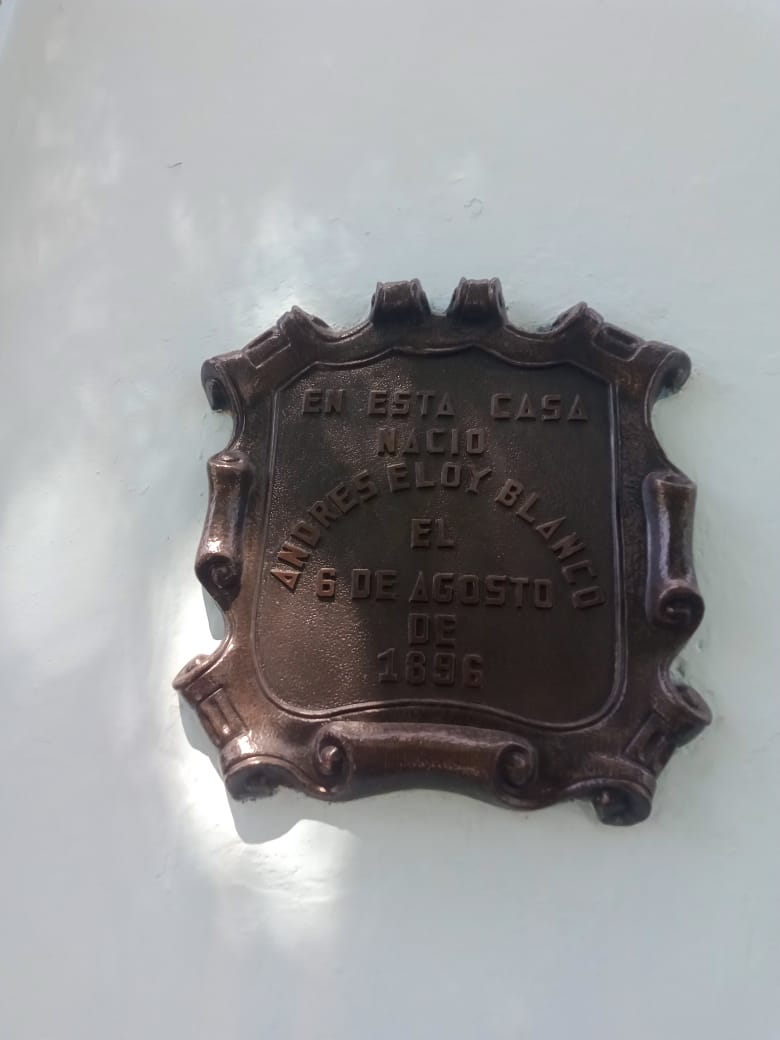 EN ESTA CASA
NACIO
ANDRES ELOY BLANCO
EL
6 DE AGOSTO
DE
1896